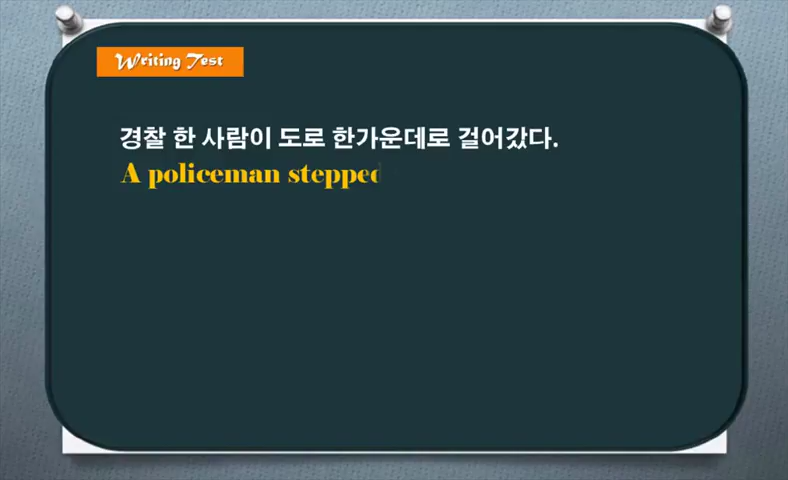 Writing Test
경찰 한 사람이 도로 한가운데로 걸어갔다.
A policeman stepped